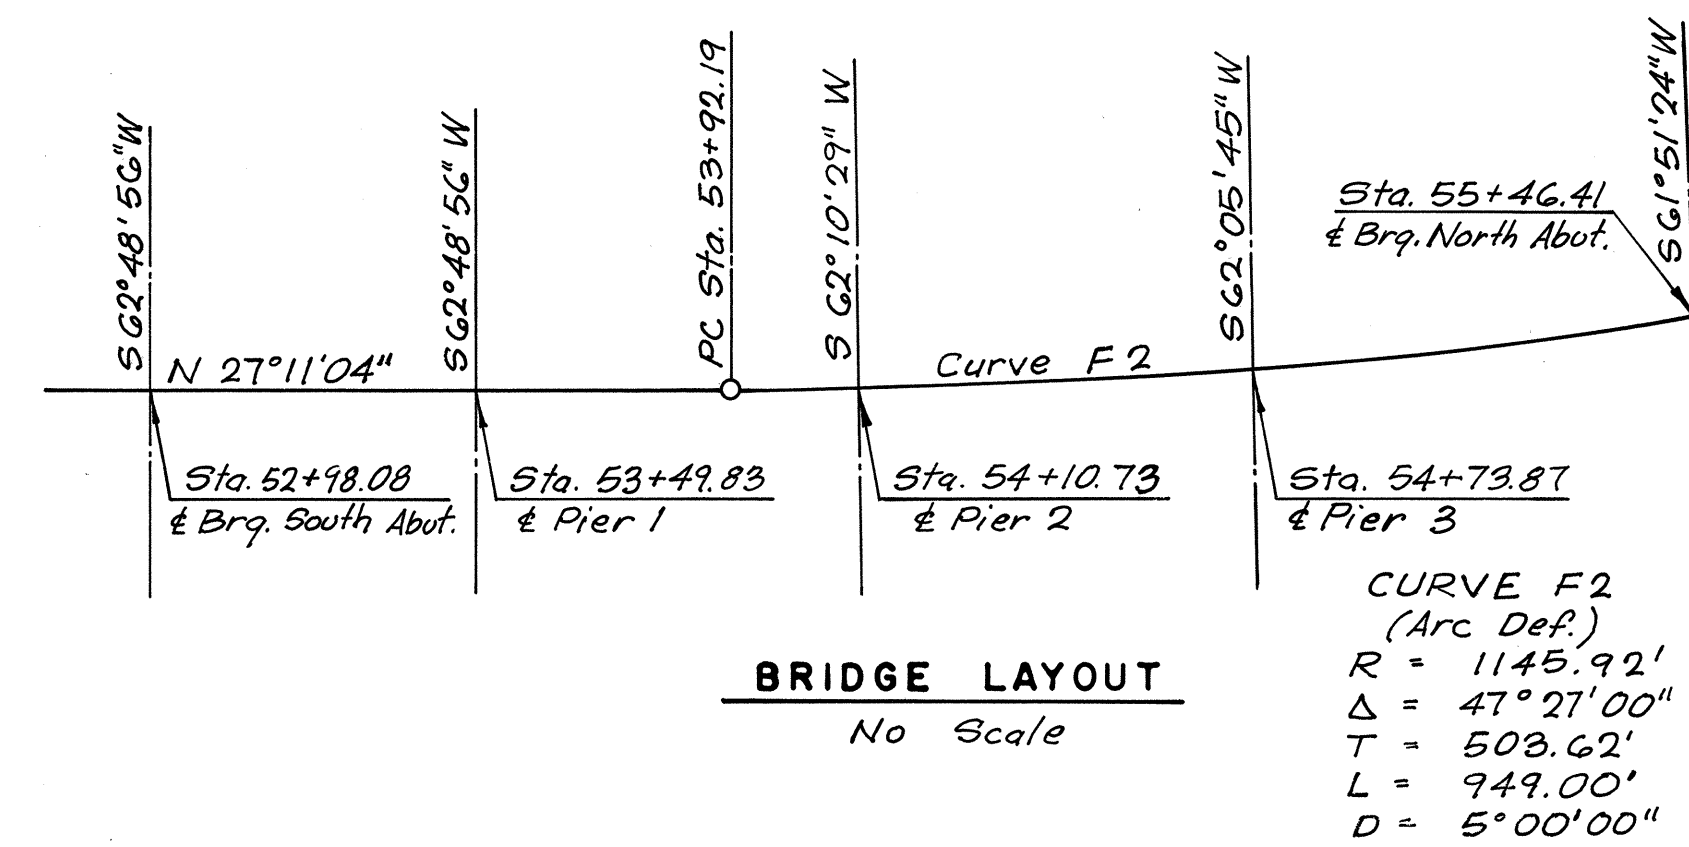 S 62°48'56" W
S 62°48'56" W
PC Sta. 53+92.19
S 62°10'29" W
S 62°05'45" W
S 61°51'24" W
Sta. 55+46.41
℄ Brg. North Abut.
N 27°11'04"
Curve F2
Sta. 52+98.08
℄ Brg. South Abut.
Sta. 53+49.83
℄ Pier 1
Sta. 54+10.73
℄ Pier 2
Sta. 54+73.87
℄ Pier 3
CURVE F2
(Arc Def.)
R = 1145.92'
Δ = 47°27'00"
T = 503.62'
L = 949.00'
D = 5°00'00"
BRIDGE LAYOUT
No Scale